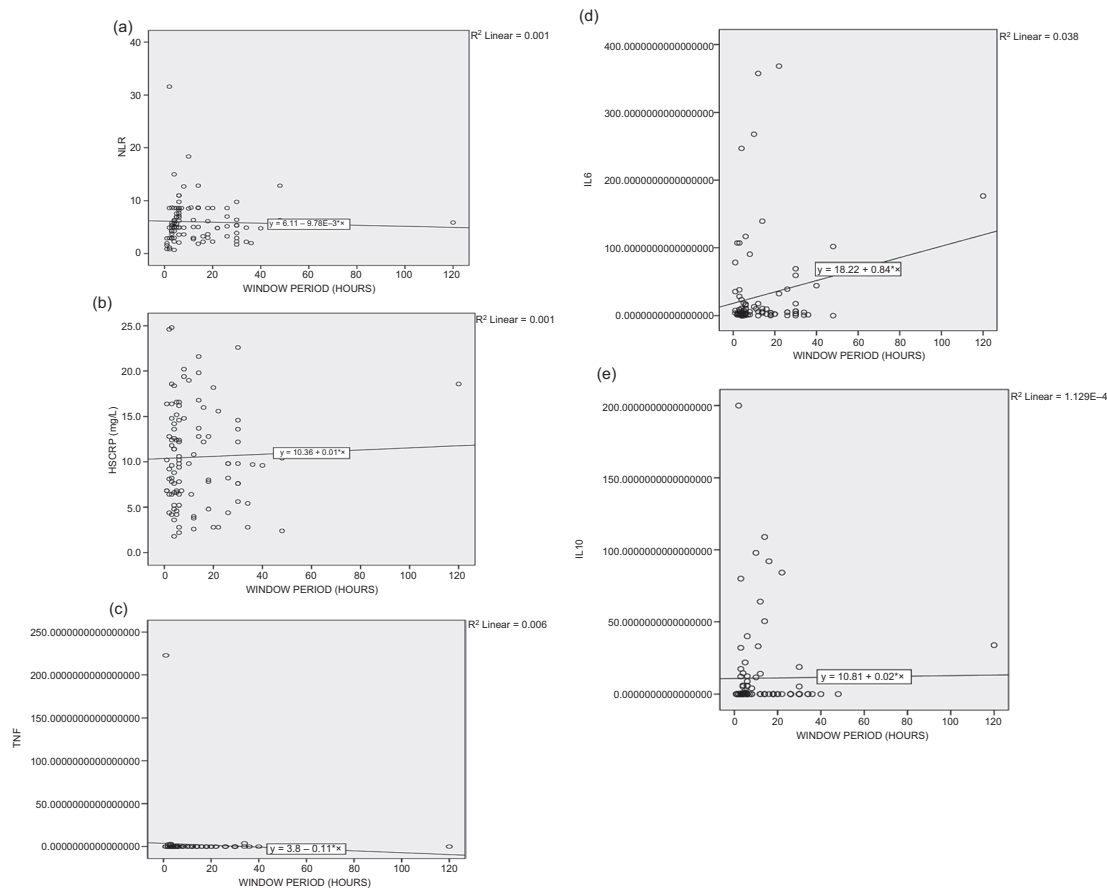 (a)
R² Linear = 0.001
40
30
20
10
0
NLR
y = 6.11 – 9.78E–3*×
0 20 40 60 80 100 120
WINDOW PERIOD (HOURS)
(b)
R² Linear = 0.001
25.0
20.0
15.0
10.0
5.0
0.0
HSCRP (mg/L)
y = 10.36 + 0.01*×
0 20 40 60 80 100 120
WINDOW PERIOD (HOURS)
(c)
R² Linear = 0.006
250.0000000000000000
200.0000000000000000
150.0000000000000000
100.0000000000000000
50.0000000000000000
0.0000000000000000
TNF
y = 3.8 – 0.11*×
0 20 40 60 80 100 120
WINDOW PERIOD (HOURS)
(d)
R² Linear = 0.038
400.0000000000000000
300.0000000000000000
200.0000000000000000
100.0000000000000000
0.0000000000000000
IL6
y = 18.22 + 0.84*×
0 20 40 60 80 100 120
WINDOW PERIOD (HOURS)
(e)
R² Linear = 1.129E–4
200.0000000000000000
150.0000000000000000
100.0000000000000000
50.0000000000000000
0.0000000000000000
IL10
y = 10.81 + 0.02*×
0 20 40 60 80 100 120
WINDOW PERIOD (HOURS)